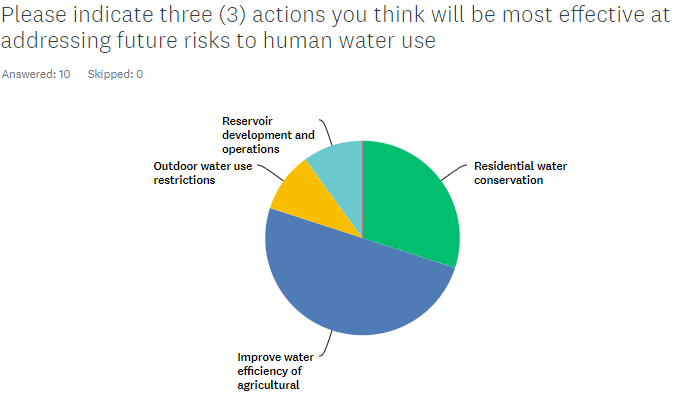 Please indicate three (3) actions you think will be most effective at
addressing future risks to human water use
Answered: 10 Skipped: 0
Reservoir
development and
operations
Outdoor water use
restrictions
Residential water
conservation
Improve water
efficiency of
agricultural